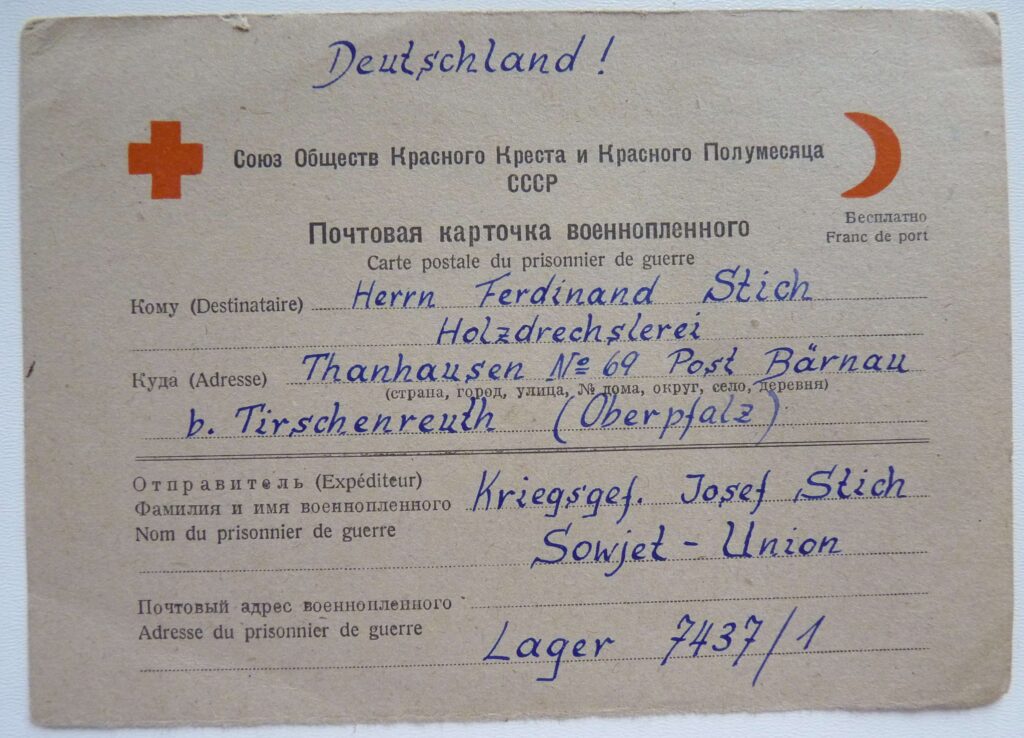 Deutschland!
Союз Обществ Красного Креста и Красного Полумесяца
СССР
Бесплатно
Franc de port
Почтовая карточка военнопленного
Carte postale du prisonnier de guerre
Кому (Destinataire) Herrn Ferdinand Stich
Holzdrechslerei
Куда (Adresse) Thanhausen № 69 Post Bärnau
(страна, город, улица, № дома, округ, село, деревня)
b. Tirschenreuth (Oberpfalz)
Отправитель (Expéditeur)
Фамилия и имя военнопленного Kriegsgef. Josef Stich
Nom du prisonnier de guerre
Sowjet - Union
Почтовый адрес военнопленного
Adresse du prisonnier de guerre
Lager 7437/1